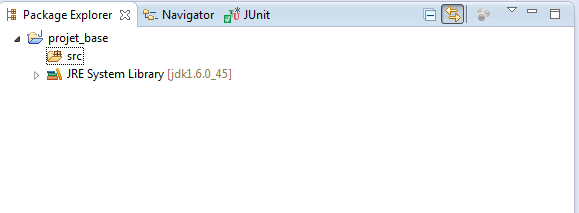 Package Explorer Navigator JUnit
projet_base
src
JRE System Library [jdk1.6.0_45]